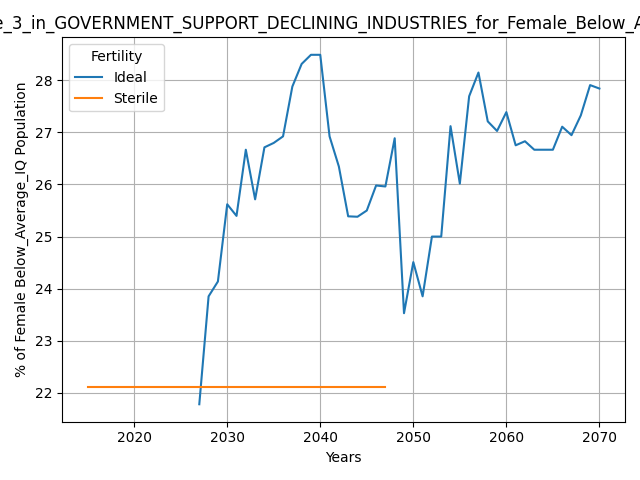 _3_in_GOVERNMENT_SUPPORT_DECLINING_INDUSTRIES_for_Female_Below_A
Fertility
Ideal
Sterile
% of Female Below_Average_IQ Population
28
27
26
25
24
23
22
2020 2030 2040 2050 2060 2070
Years